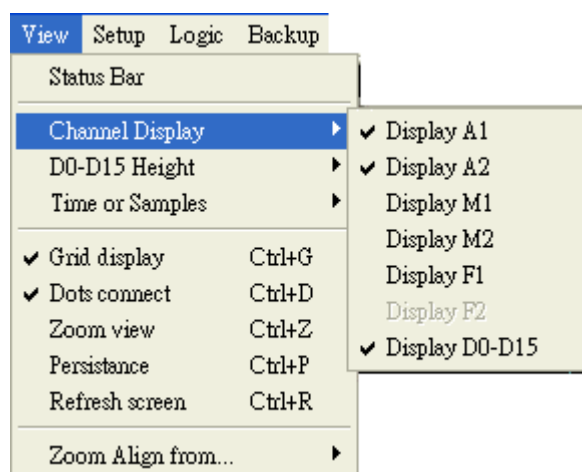 View Setup Logic Backup
Status Bar
Channel Display
D0-D15 Height
Time or Samples
Grid display Ctrl+G
Dots connect Ctrl+D
Zoom view Ctrl+Z
Persistance Ctrl+P
Refresh screen Ctrl+R
Zoom Align from...
Display A1
Display A2
Display M1
Display M2
Display F1
Display F2
Display D0-D15